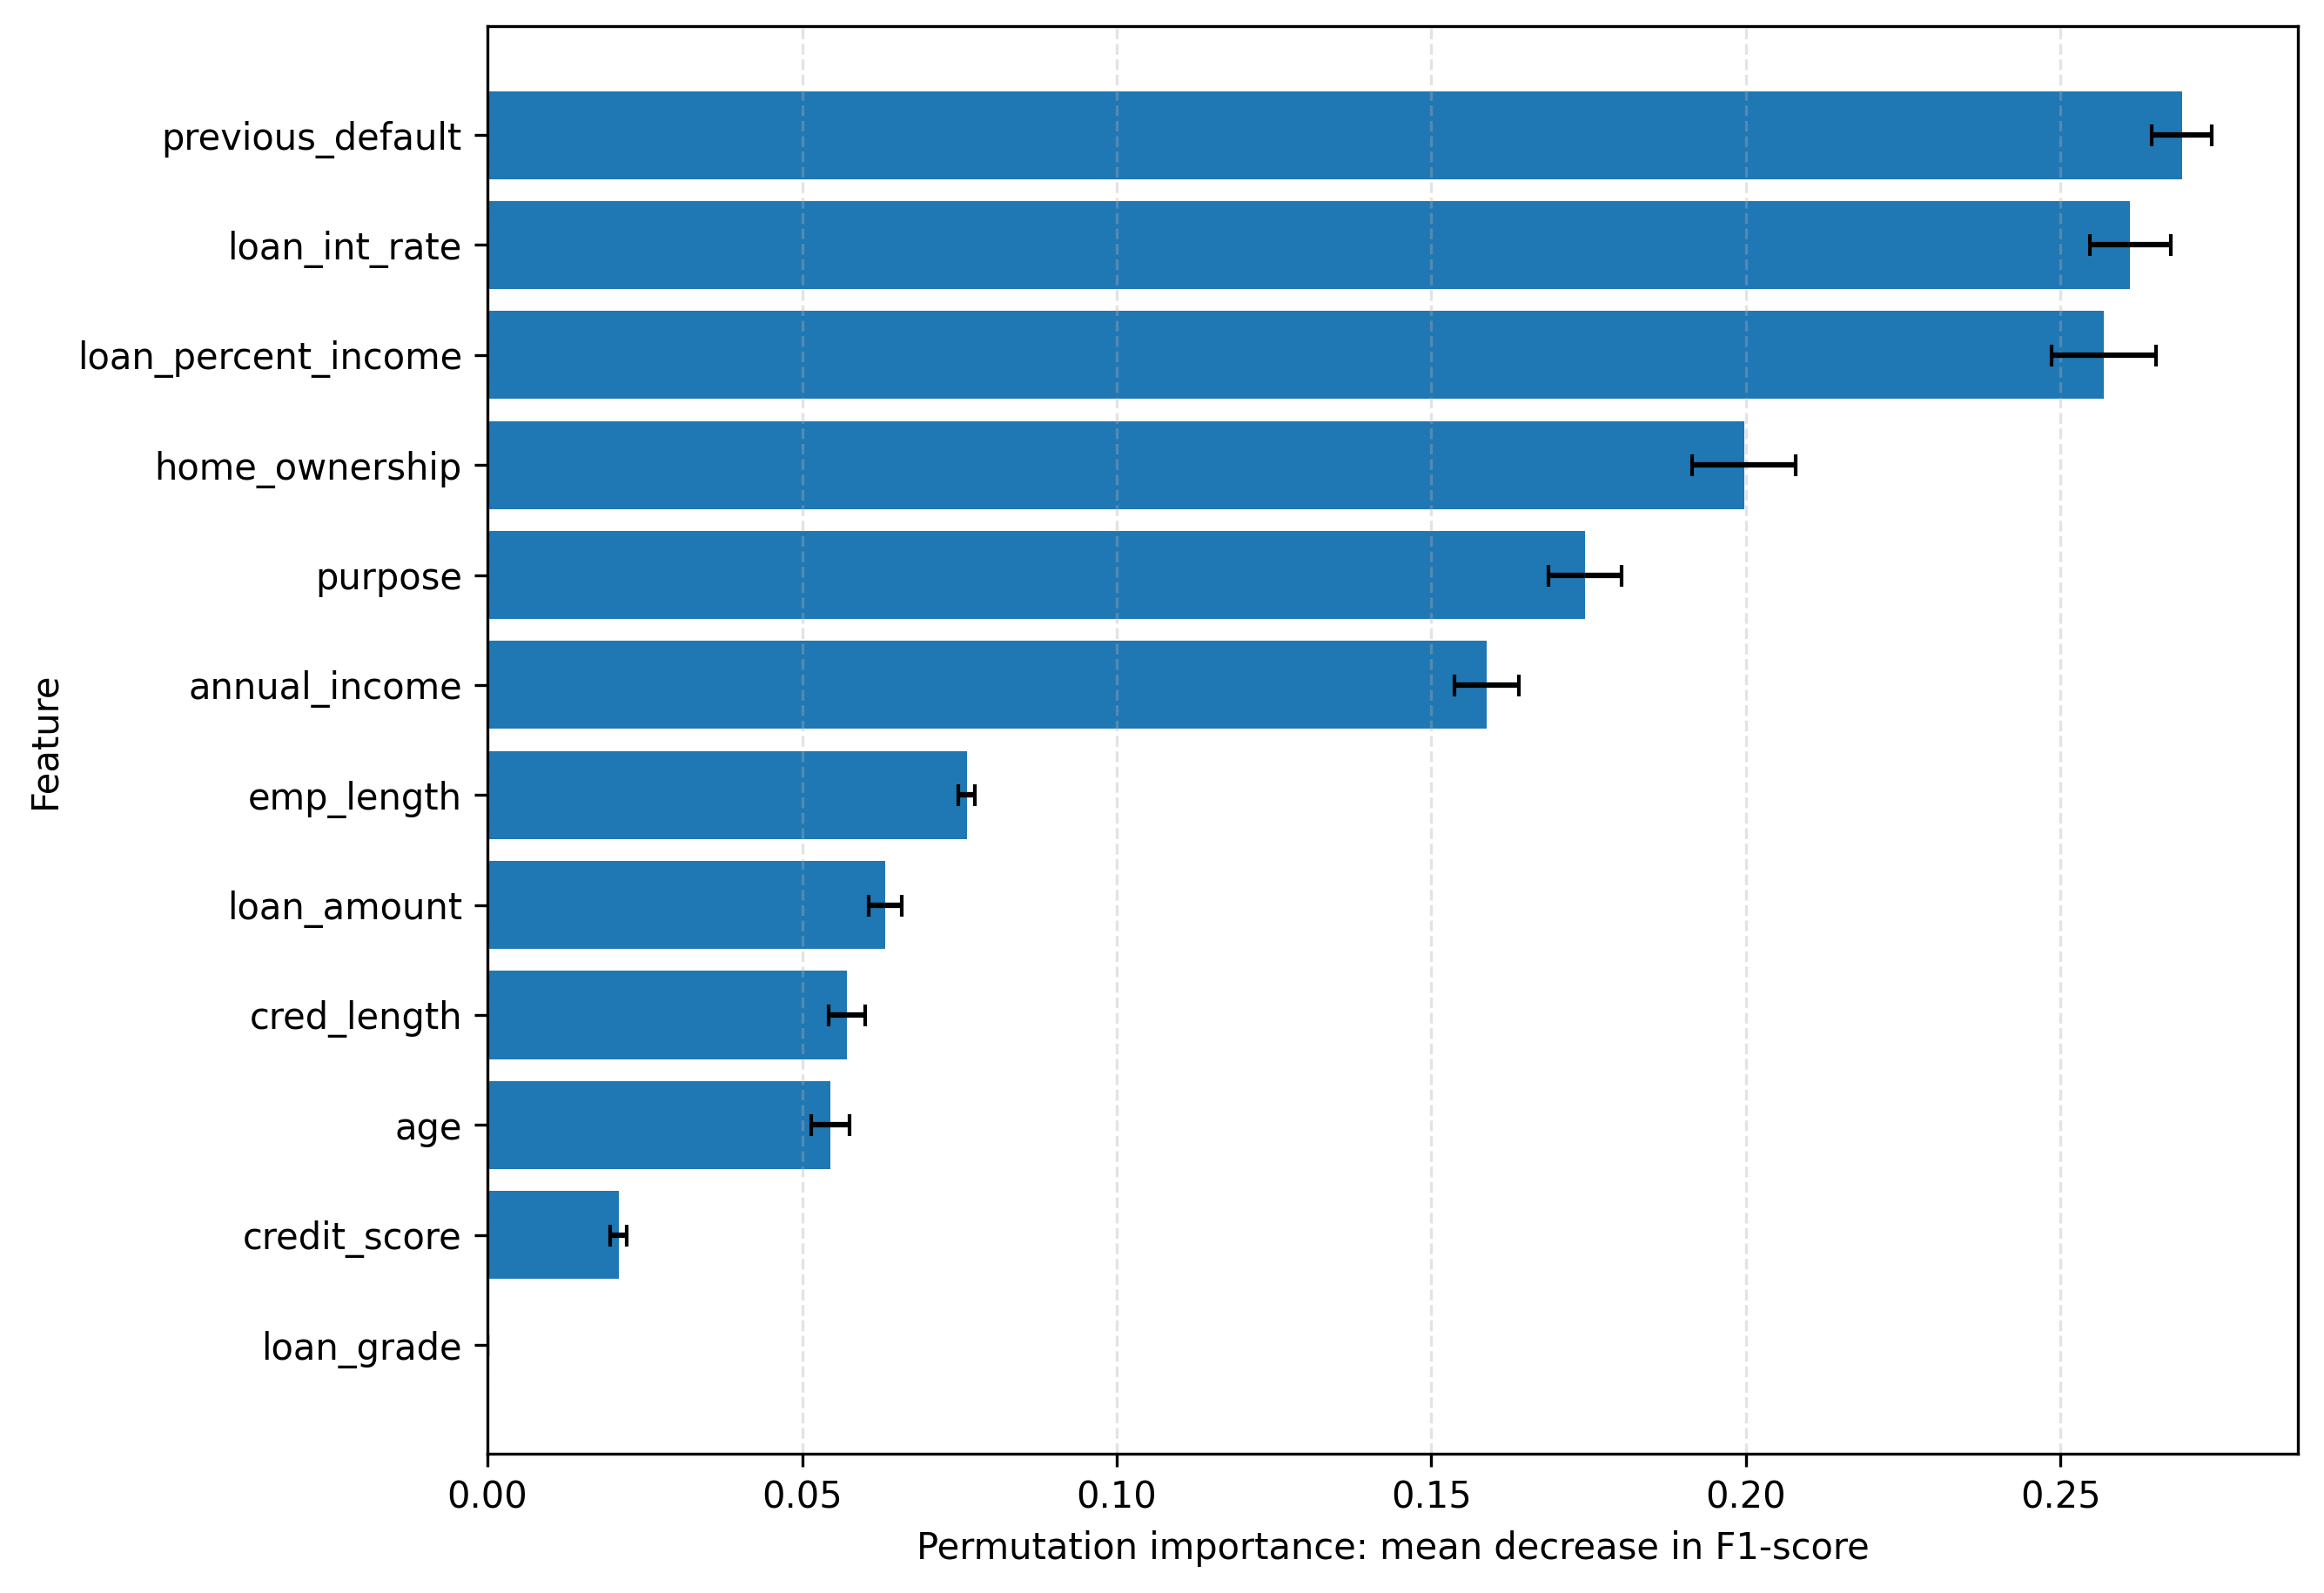 previous_default
loan_int_rate
loan_percent_income
home_ownership
purpose
annual_income
emp_length
loan_amount
cred_length
age
credit_score
loan_grade
Feature
0.00 0.05 0.10 0.15 0.20 0.25
Permutation importance: mean decrease in F1-score